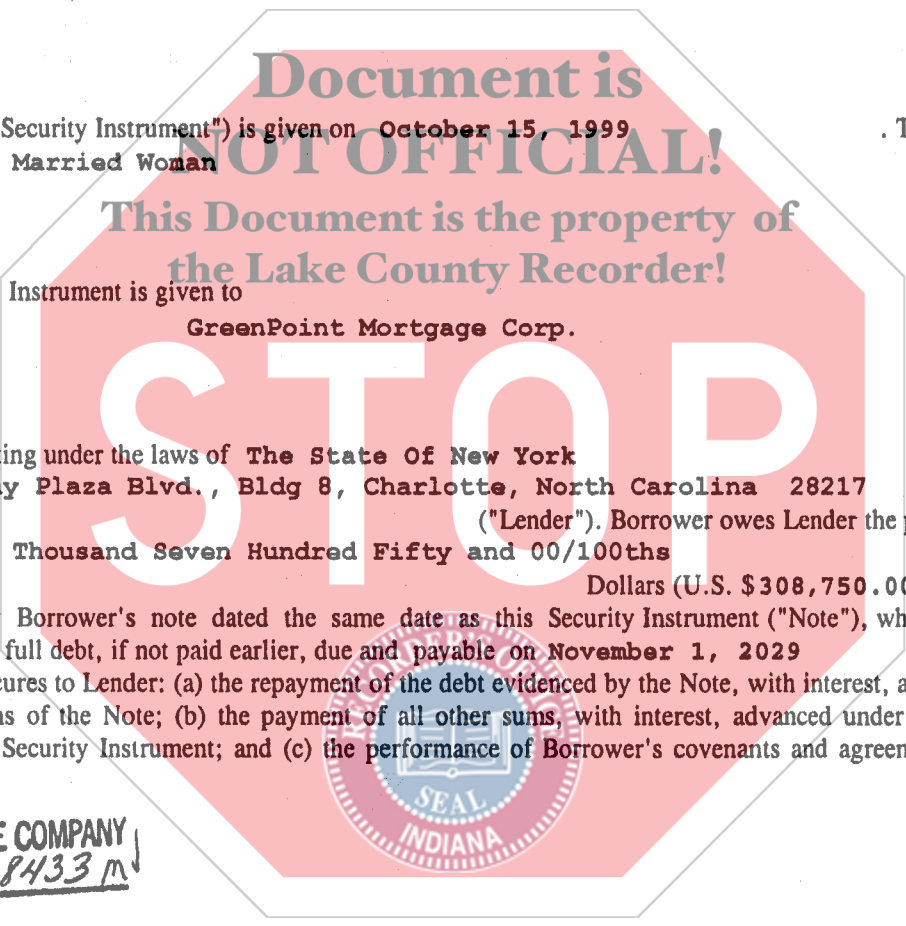 Document is
Security Instrument") is given on October 15, 1999 . T
NOT OFFICIAL!
Married Woman
This Document is the property of
the Lake County Recorder!
Instrument is given to
GreenPoint Mortgage Corp.
STOP
ing under the laws of The State Of New York
y Plaza Blvd., Bldg 8, Charlotte, North Carolina 28217
("Lender"). Borrower owes Lender the p
Thousand Seven Hundred Fifty and 00/100ths
Dollars (U.S. $308,750.00
Borrower's note dated the same date as this Security Instrument ("Note"), wh
full debt, if not paid earlier, due and payable on November 1, 2029
cures to Lender: (a) the repayment of the debt evidenced by the Note, with interest, a
ns of the Note; (b) the payment of all other sums, with interest, advanced under
Security Instrument; and (c) the performance of Borrower's covenants and agreen
RECORDER'S OFFICE
SEAL
INDIANA
E COMPANY
8433 M